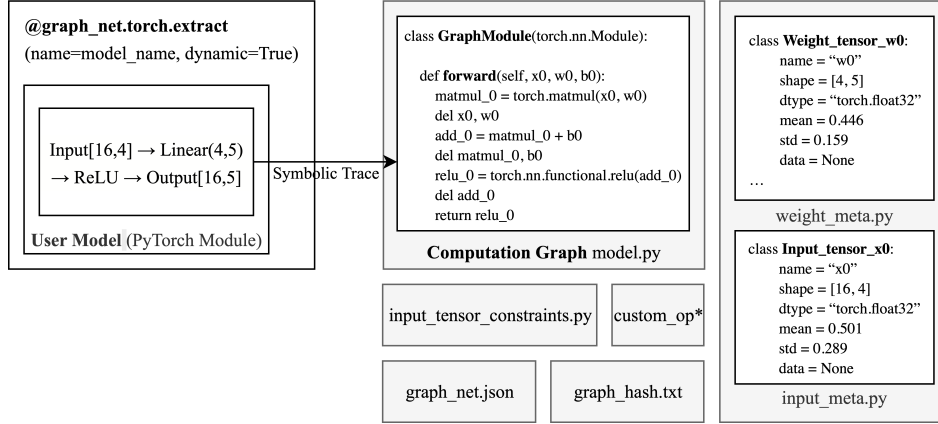 @graph_net.torch.extract
(name=model_name, dynamic=True)
Input[16,4] → Linear(4,5)
→ ReLU → Output[16,5]
User Model (PyTorch Module)
Symbolic Trace
class GraphModule(torch.nn.Module):
def forward(self, x0, w0, b0):
matmul_0 = torch.matmul(x0, w0)
del x0, w0
add_0 = matmul_0 + b0
del matmul_0, b0
relu_0 = torch.nn.functional.relu(add_0)
del add_0
return relu_0
Computation Graph model.py
input_tensor_constraints.py
custom_op*
graph_net.json
graph_hash.txt
class Weight_tensor_w0:
name = “w0”
shape = [4, 5]
dtype = “torch.float32”
mean = 0.446
std = 0.159
data = None
…
weight_meta.py
class Input_tensor_x0:
name = “x0”
shape = [16, 4]
dtype = “torch.float32”
mean = 0.501
std = 0.289
data = None
input_meta.py